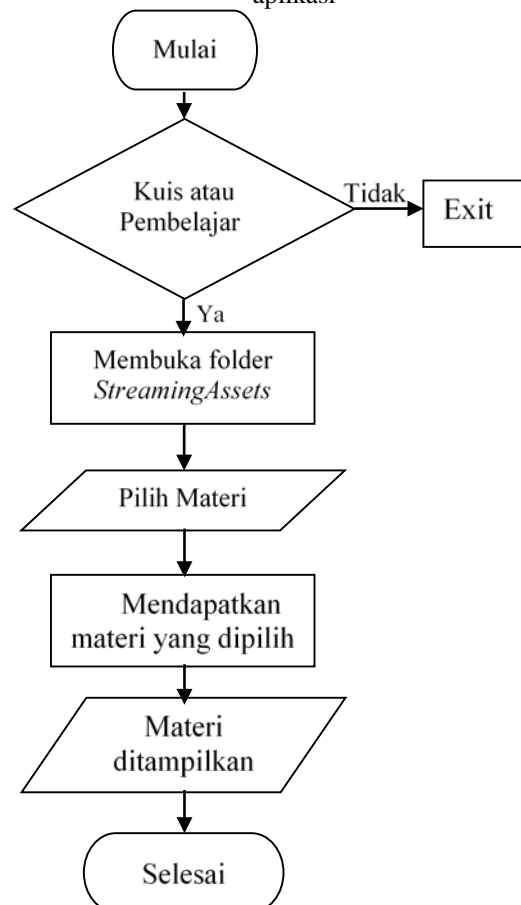 aplikasi
Mulai
Kuis atau
Pembelajar
Tidak
Exit
Ya
Membuka folder
StreamingAssets
Pilih Materi
Mendapatkan
materi yang dipilih
Materi
ditampilkan
Selesai